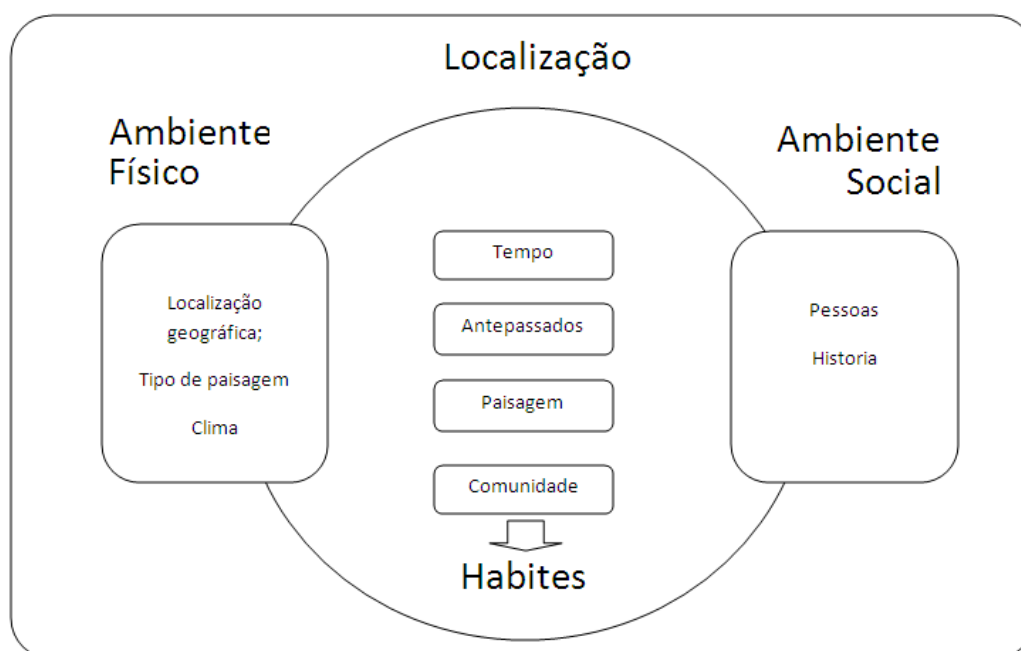 Localização
Ambiente
Físico
Ambiente
Social
Localização
geográfica;
Tipo de paisagem
Clima
Tempo
Antepassados
Paisagem
Comunidade
Habites
Pessoas
Historia